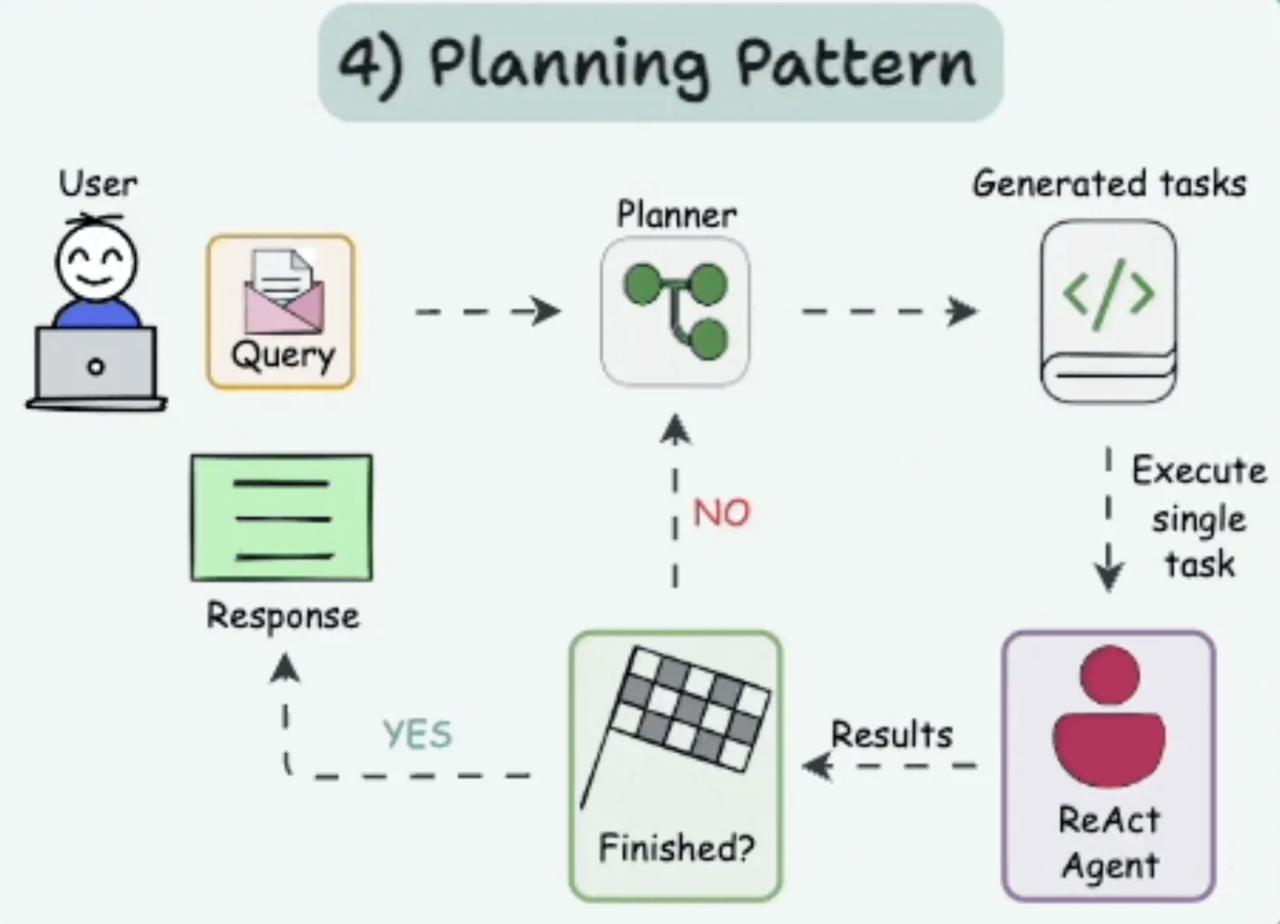 4) Planning Pattern
User
Query
Planner
Generated tasks
Execute
single
task
NO
Response
YES
Finished?
Results
ReAct
Agent